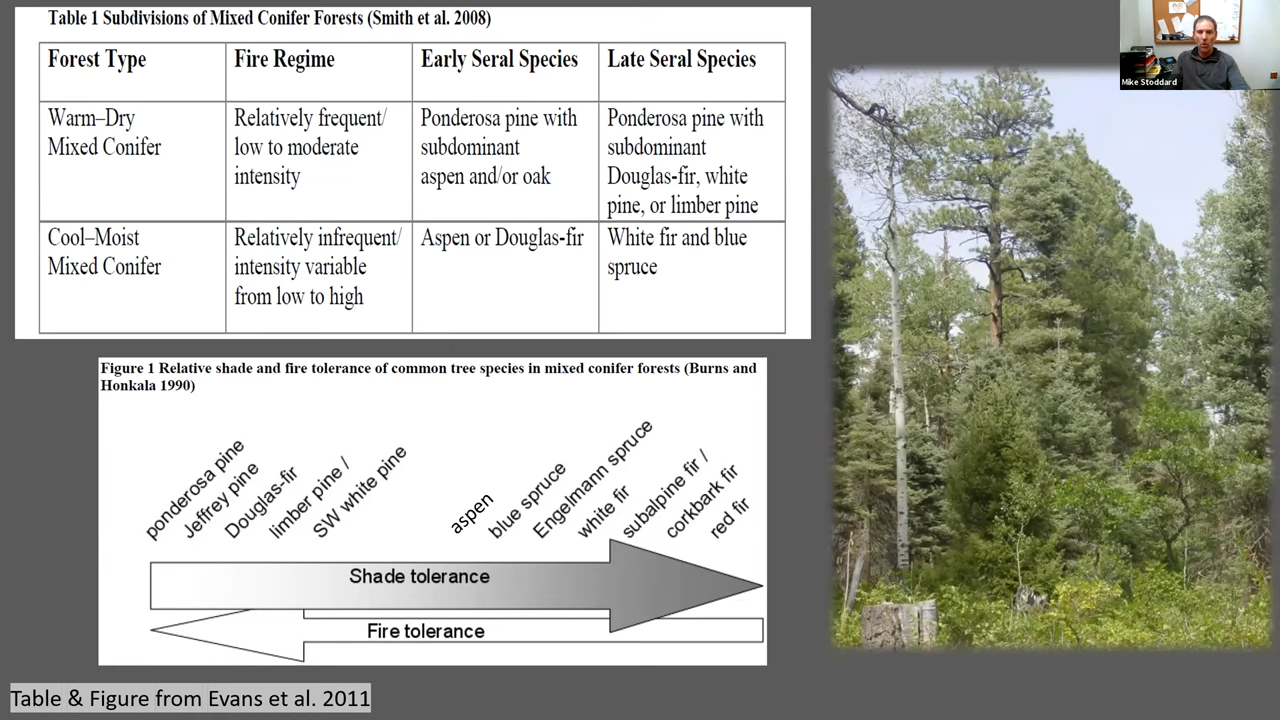 Table 1 Subdivisions of Mixed Conifer Forests (Smith et al. 2008)
Forest Type
Fire Regime
Early Seral Species
Late Seral Species
Warm–Dry
Mixed Conifer
Relatively frequent/
low to moderate
intensity
Ponderosa pine with
subdominant
aspen and/or oak
Ponderosa pine with
subdominant
Douglas-fir, white
pine, or limber pine
Cool–Moist
Mixed Conifer
Relatively infrequent/
intensity variable
from low to high
Aspen or Douglas-fir
White fir and blue
spruce
Mike Stoddard
Figure 1 Relative shade and fire tolerance of common tree species in mixed conifer forests (Burns and
Honkala 1990)
ponderosa pine
Jeffrey pine
Douglas-fir
limber pine /
SW white pine
aspen
blue spruce
Engelmann spruce
white fir
subalpine fir /
corkbark fir
red fir
Shade tolerance
Fire tolerance
Table & Figure from Evans et al. 2011